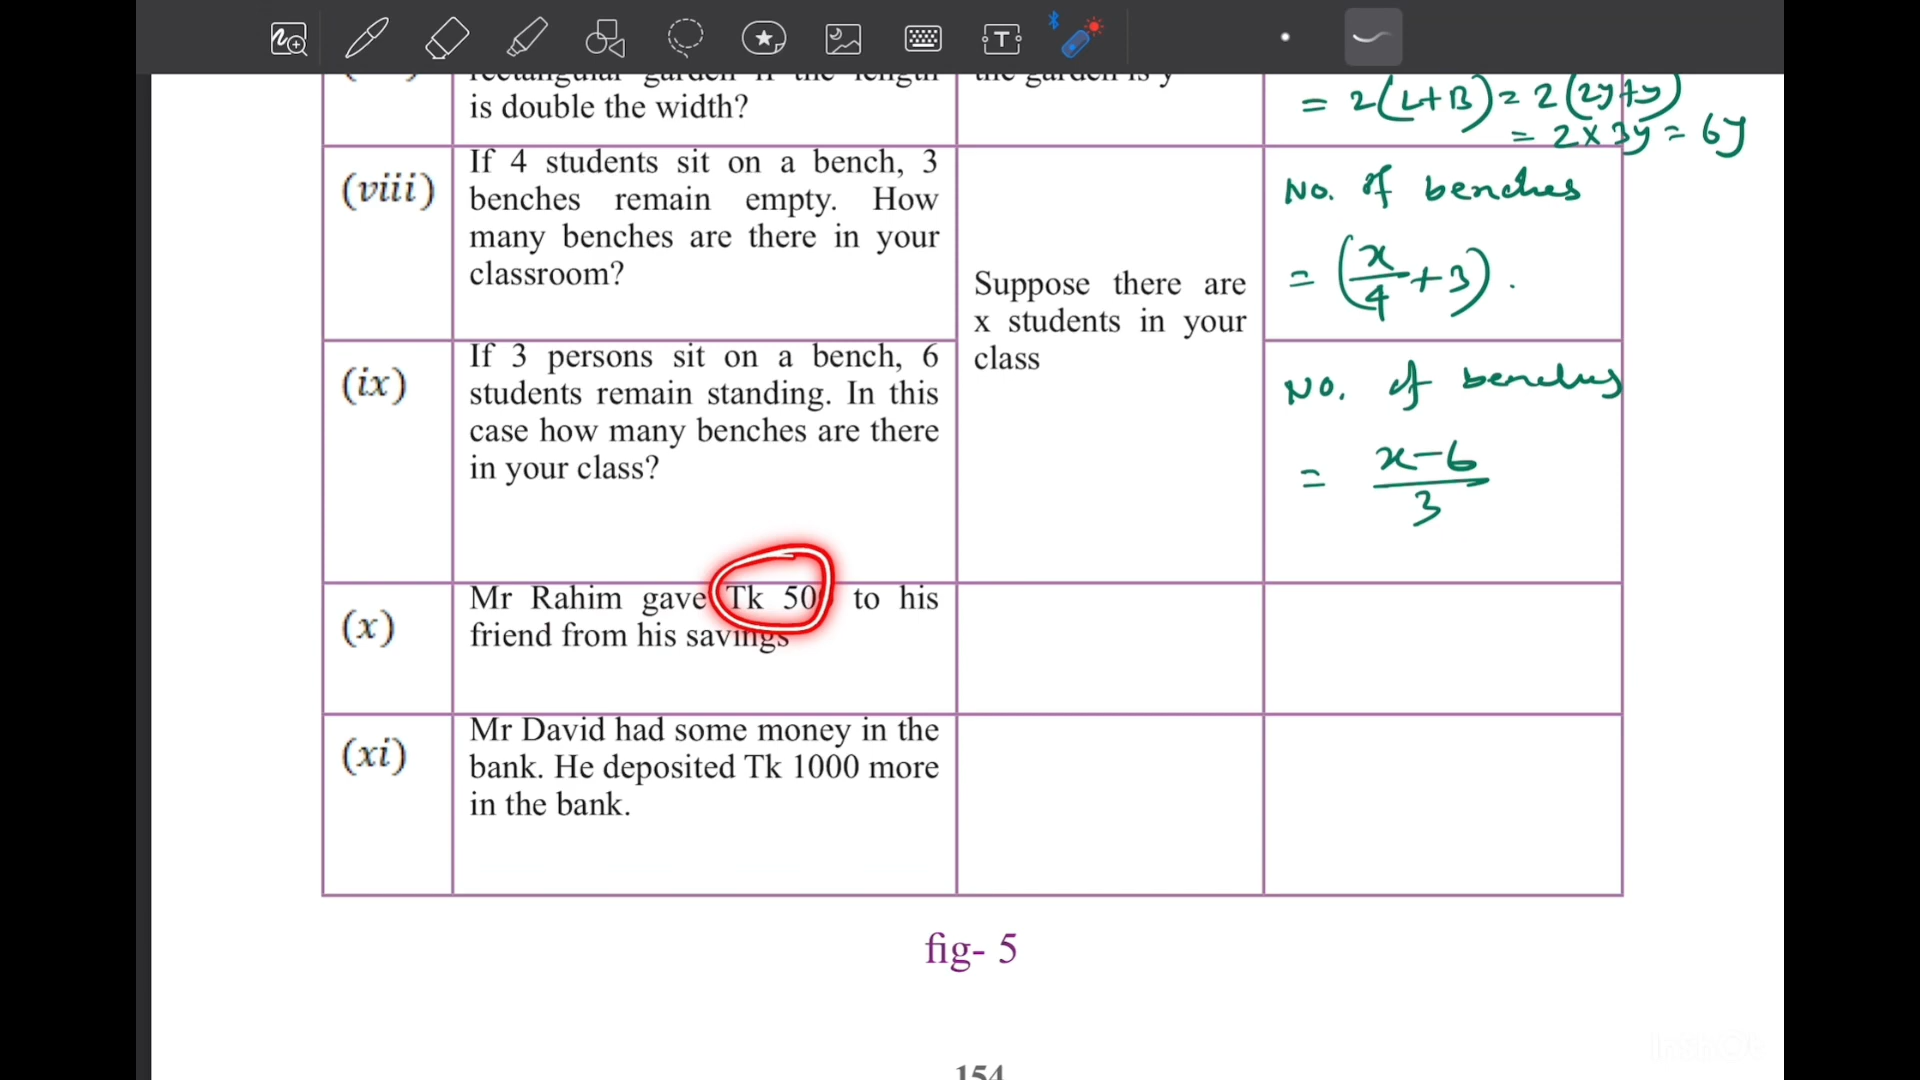 is double the width?
= 2(L+B) = 2(2y+y)
= 2×3y = 6y
(viii)
If 4 students sit on a bench, 3
benches remain empty. How
many benches are there in your
classroom?
Suppose there are
x students in your
class
No. of benches
= (x/4 + 3).
(ix)
If 3 persons sit on a bench, 6
students remain standing. In this
case how many benches are there
in your class?
No. of benches
= x-6/3
(x)
Mr Rahim gave Tk 500 to his
friend from his savings
(xi)
Mr David had some money in the
bank. He deposited Tk 1000 more
in the bank.
fig- 5
154